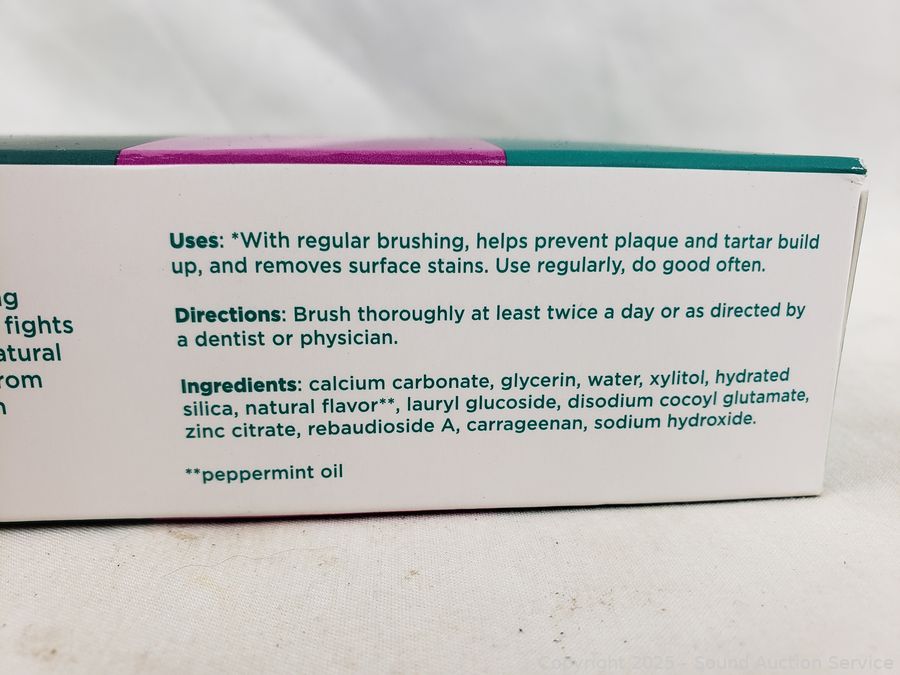 Uses: *With regular brushing, helps prevent plaque and tartar build
up, and removes surface stains. Use regularly, do good often.
Directions: Brush thoroughly at least twice a day or as directed by
a dentist or physician.
Ingredients: calcium carbonate, glycerin, water, xylitol, hydrated
silica, natural flavor**, lauryl glucoside, disodium cocoyl glutamate,
zinc citrate, rebaudioside A, carrageenan, sodium hydroxide.
**peppermint oil
fights
Copyright 2025 - Sound Auction Service